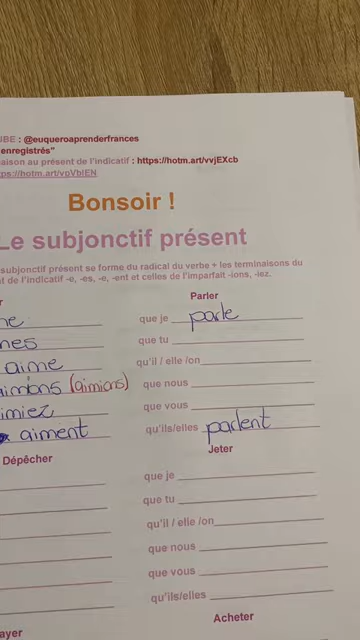 UBE : @euqueroaprenderfrances
enregistrés"
aison au présent de l'indicatif : https://hotm.art/vvjEXcb
ps://hotm.art/vpVbtEN
Bonsoir !
Le subjonctif présent
subjonctif présent se forme du radical du verbe + les terminaisons du
t de l'indicatif -e, -es, -e, -ent et celles de l'imparfait -ions, -iez.
r
me
mes
aime
aimions (aimions)
imiez
aiment
Parler
que je parle
que tu
qu'il / elle /on
que nous
que vous
qu'ils/elles parlent
Dépêcher
Jeter
que je
que tu
qu'il / elle /on
que nous
que vous
qu'ils/elles
ayer
Acheter